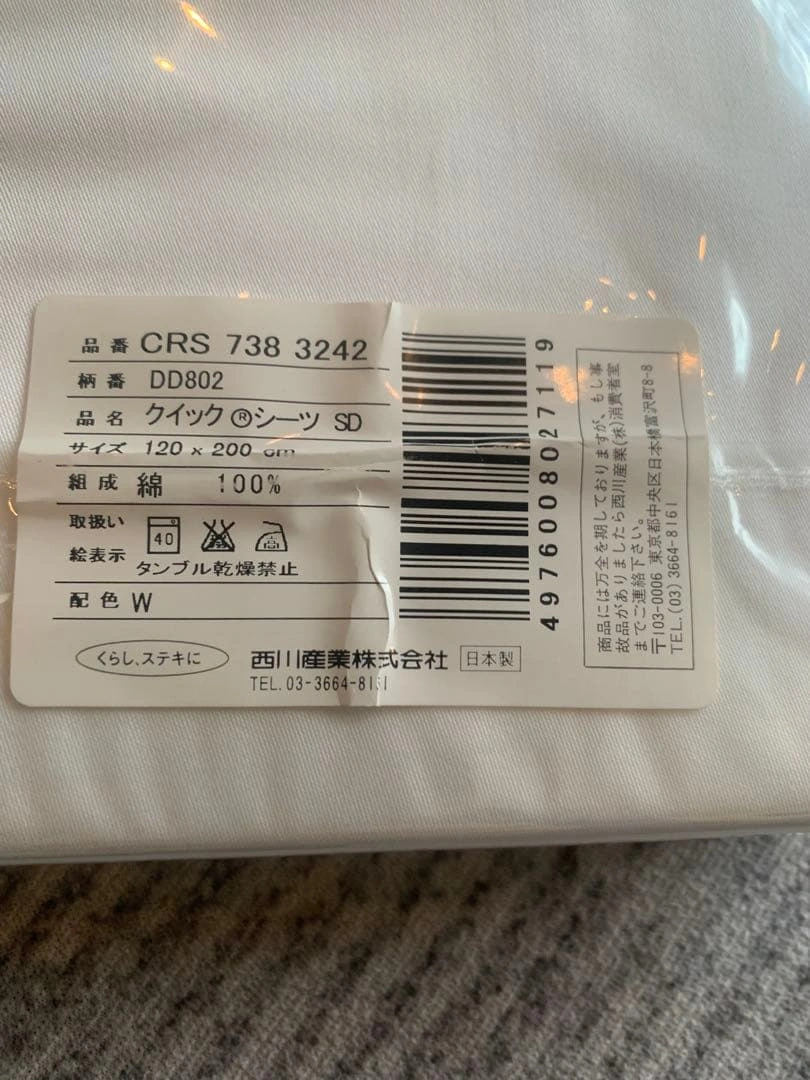 品番 CRS 738 3242
柄番 DD802
品名 クイック®シーツ SD
サイズ 120 x 200 cm
組成 綿 100%
取扱い
絵表示
40
高
タンブル乾燥禁止
配色 W
くらし、ステキに
西川産業株式会社 日本製
TEL.03-3664-8161
4976008027119
商品には万全を期しておりますが、もし事
故品がありましたら西川産業(株)消費者室
までご連絡下さい。
〒103-0006 東京都中央区日本橋富沢町8-8
TEL.(03)3664-8161